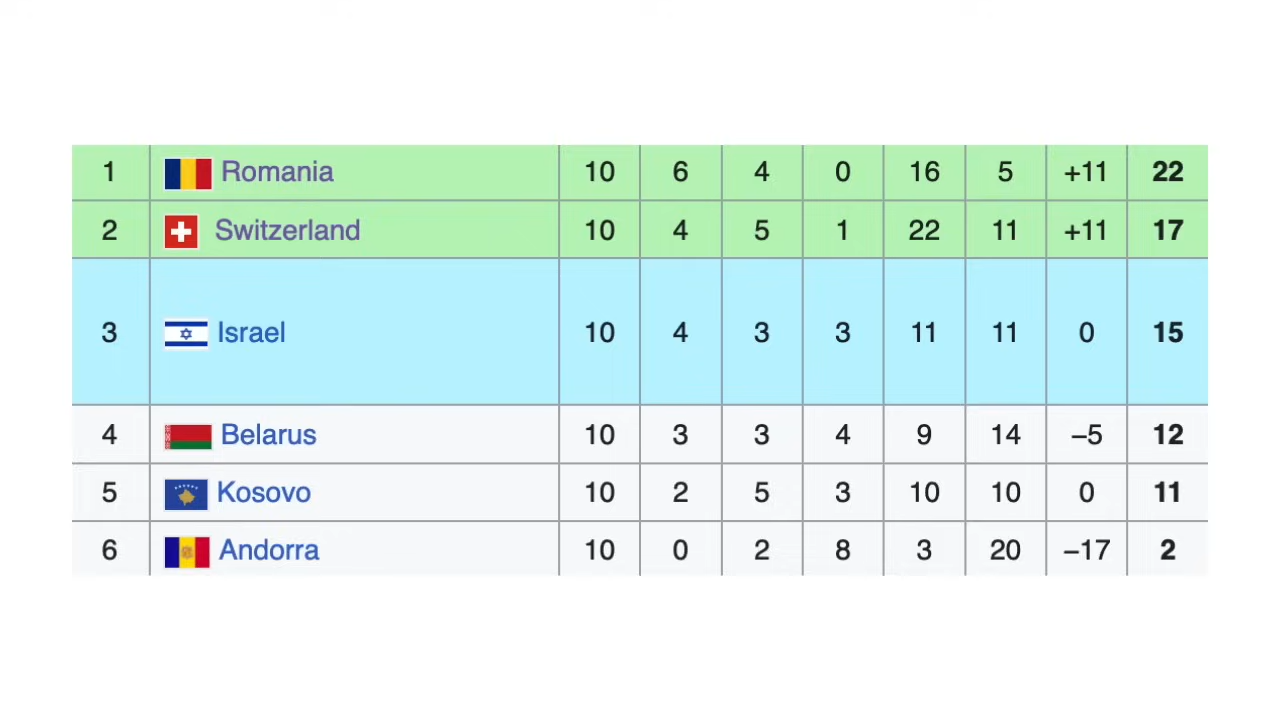 1 Romania 10 6 4 0 16 5 +11 22
2 Switzerland 10 4 5 1 22 11 +11 17
3 Israel 10 4 3 3 11 11 0 15
4 Belarus 10 3 3 4 9 14 −5 12
5 Kosovo 10 2 5 3 10 10 0 11
6 Andorra 10 0 2 8 3 20 −17 2